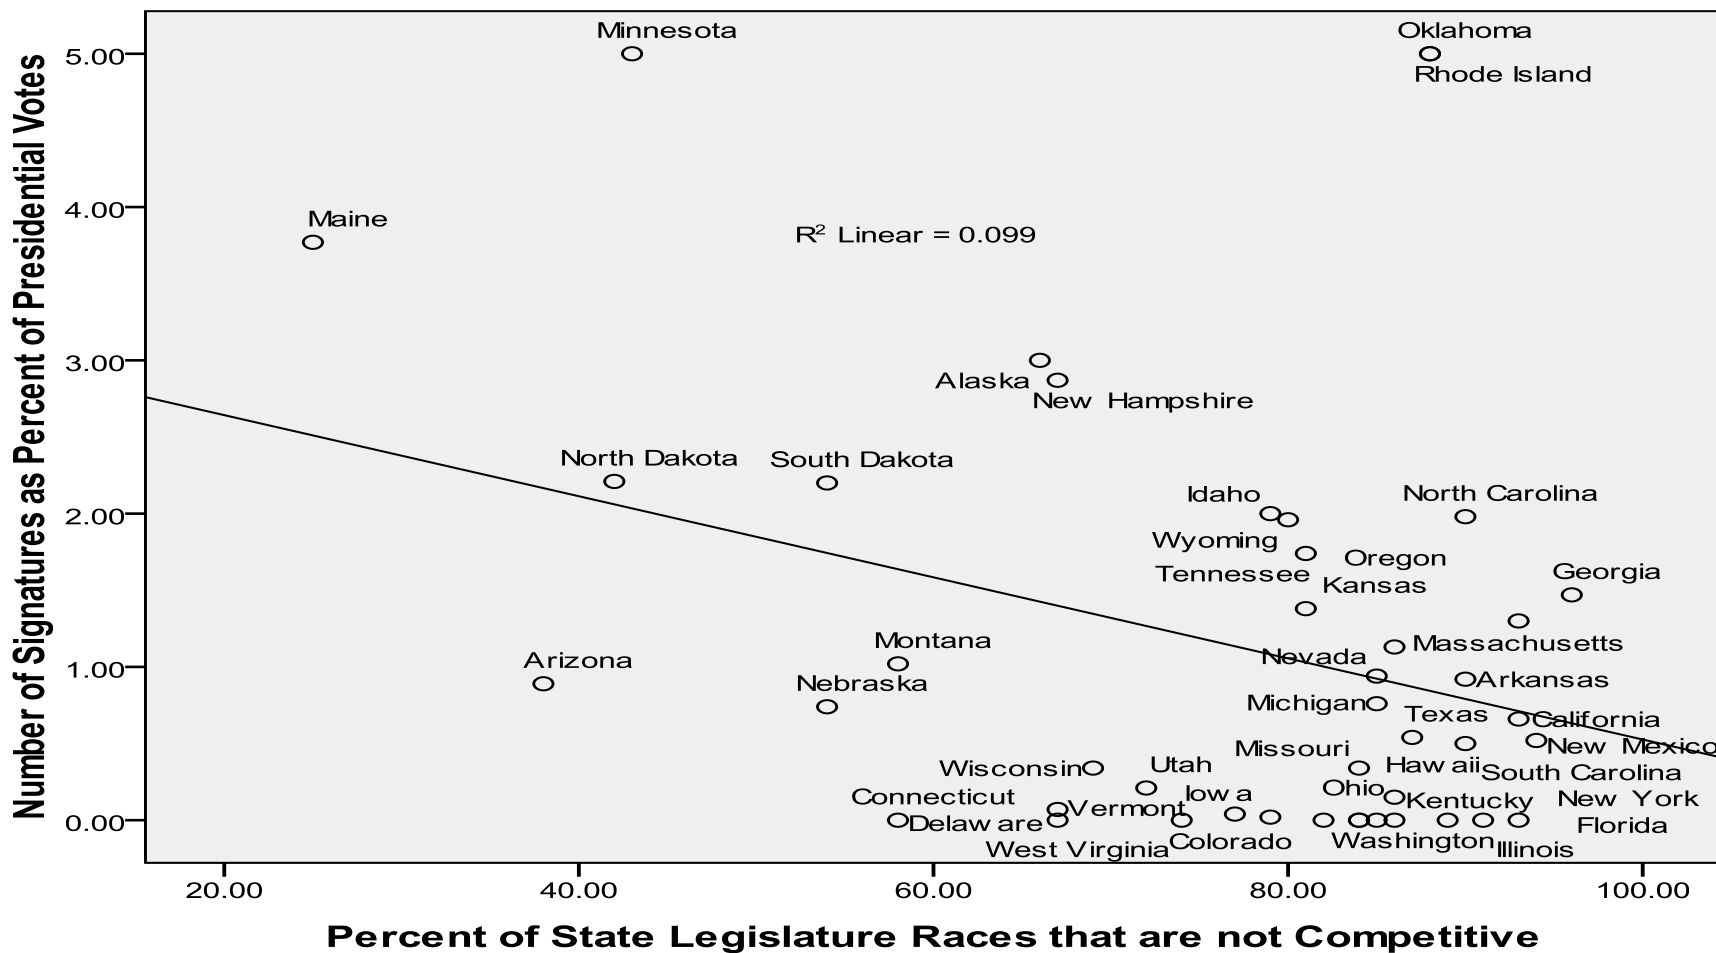 Number of Signatures as Percent of Presidential Votes
5.00
4.00
3.00
2.00
1.00
0.00
Minnesota
Oklahoma
Rhode Island
Maine
R² Linear = 0.099
Alaska
New Hampshire
North Dakota
South Dakota
Idaho
North Carolina
Wyoming
Oregon
Tennessee
Kansas
Georgia
Montana
Massachusetts
Arizona
Nevada
Nebraska
Arkansas
Michigan
Texas
California
Missouri
New Mexico
Wisconsin
Utah
Hawaii
South Carolina
Connecticut
Iowa
Ohio
Kentucky
New York
Delaware
Vermont
Florida
West Virginia
Colorado
Washington
Illinois
20.00
40.00
60.00
80.00
100.00
Percent of State Legislature Races that are not Competitive